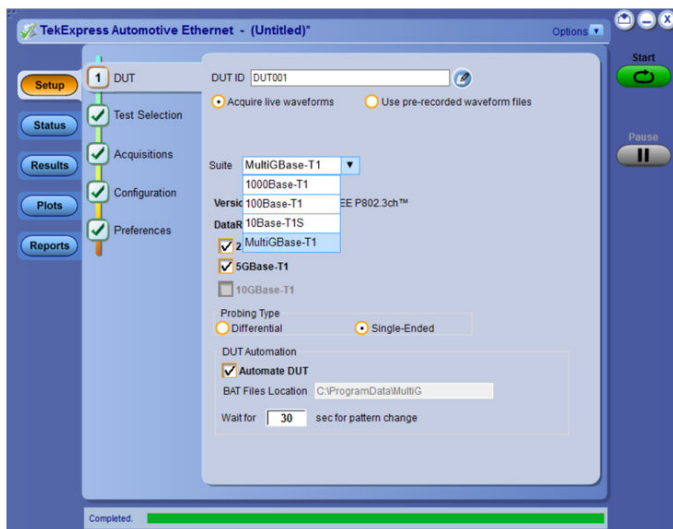 TekExpress Automotive Ethernet - (Untitled)*
Options
Start
Pause
Setup
Status
Results
Plots
Reports
1 DUT
Test Selection
Acquisitions
Configuration
Preferences
DUT ID DUT001
Acquire live waveforms Use pre-recorded waveform files
Suite MultiGBase-T1
1000Base-T1
100Base-T1
10Base-T1S
MultiGBase-T1
P802.3ch™
5GBase-T1
10GBase-T1
Probing Type
Differential Single-Ended
DUT Automation
Automate DUT
BAT Files Location C:\ProgramData\MultiG
Wait for 30 sec for pattern change
Completed.